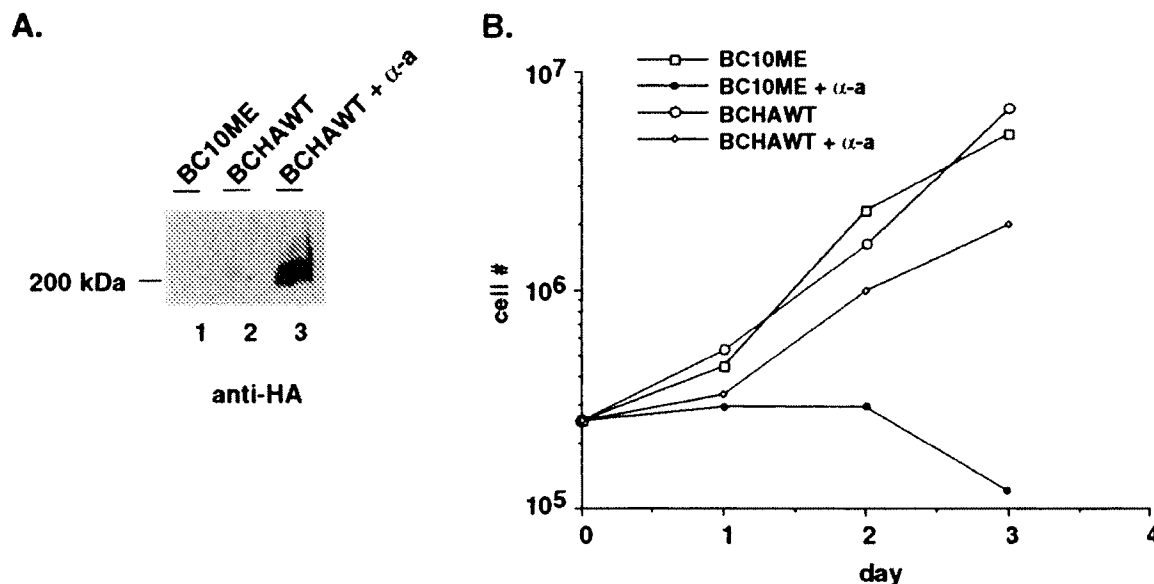 A.
BC10ME
BCHAWT
BCHAWT + α-a
200 kDa
1 2 3
anti-HA
B.
BC10ME
BC10ME + α-a
BCHAWT
BCHAWT + α-a
cell #
10⁷
10⁶
10⁵
0 1 2 3 4
day